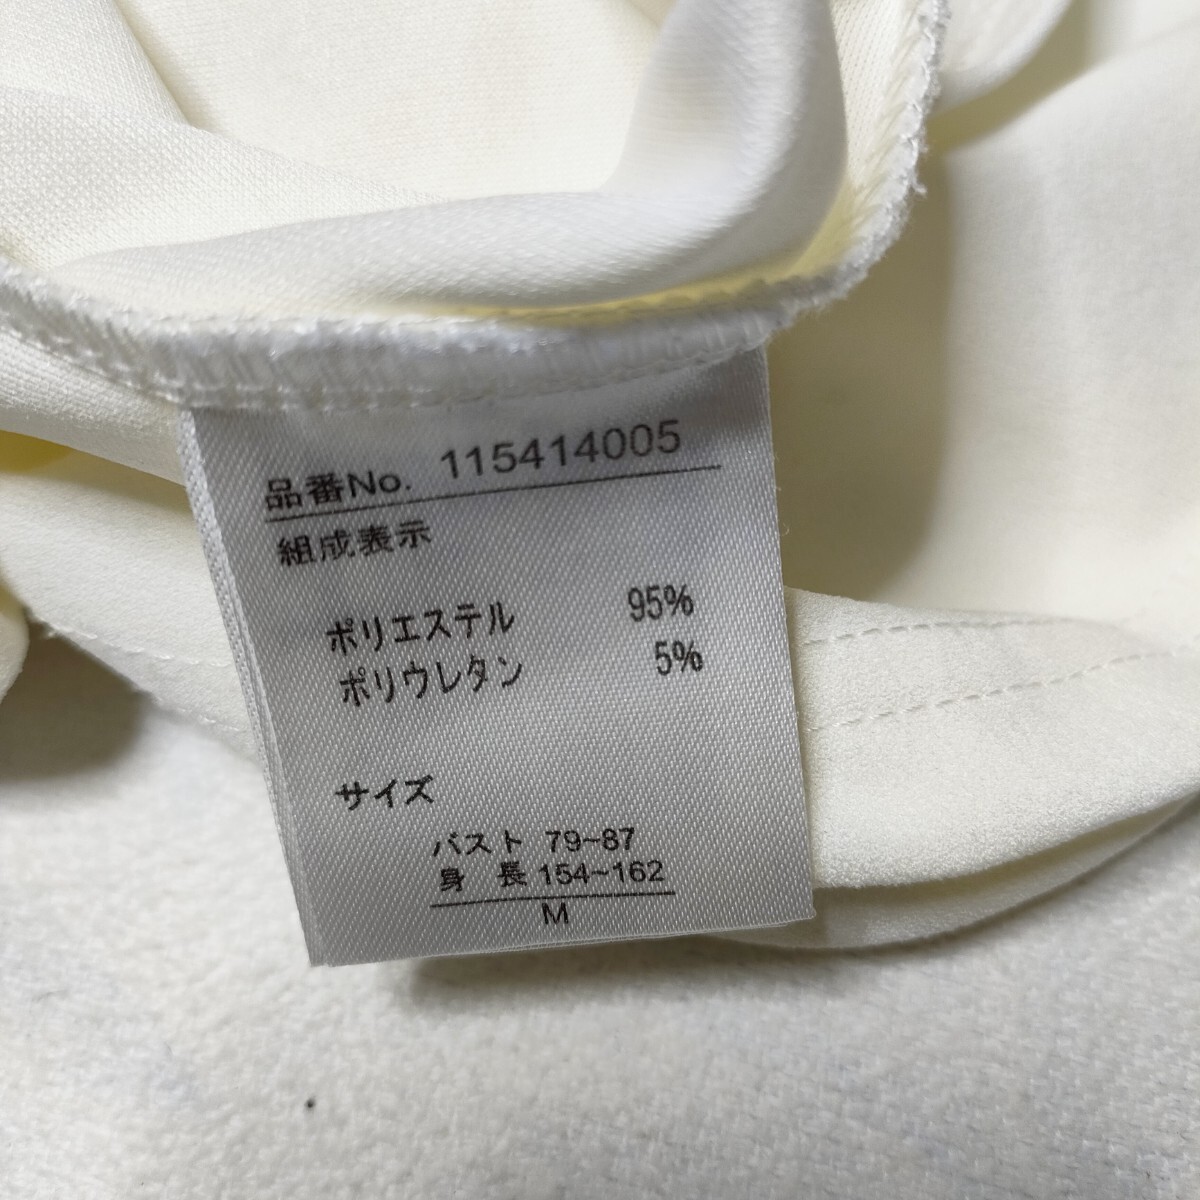 品番No. 115414005
組成表示
ポリエステル 95%
ポリウレタン 5%
サイズ
バスト 79~87
身 長 154~162
M